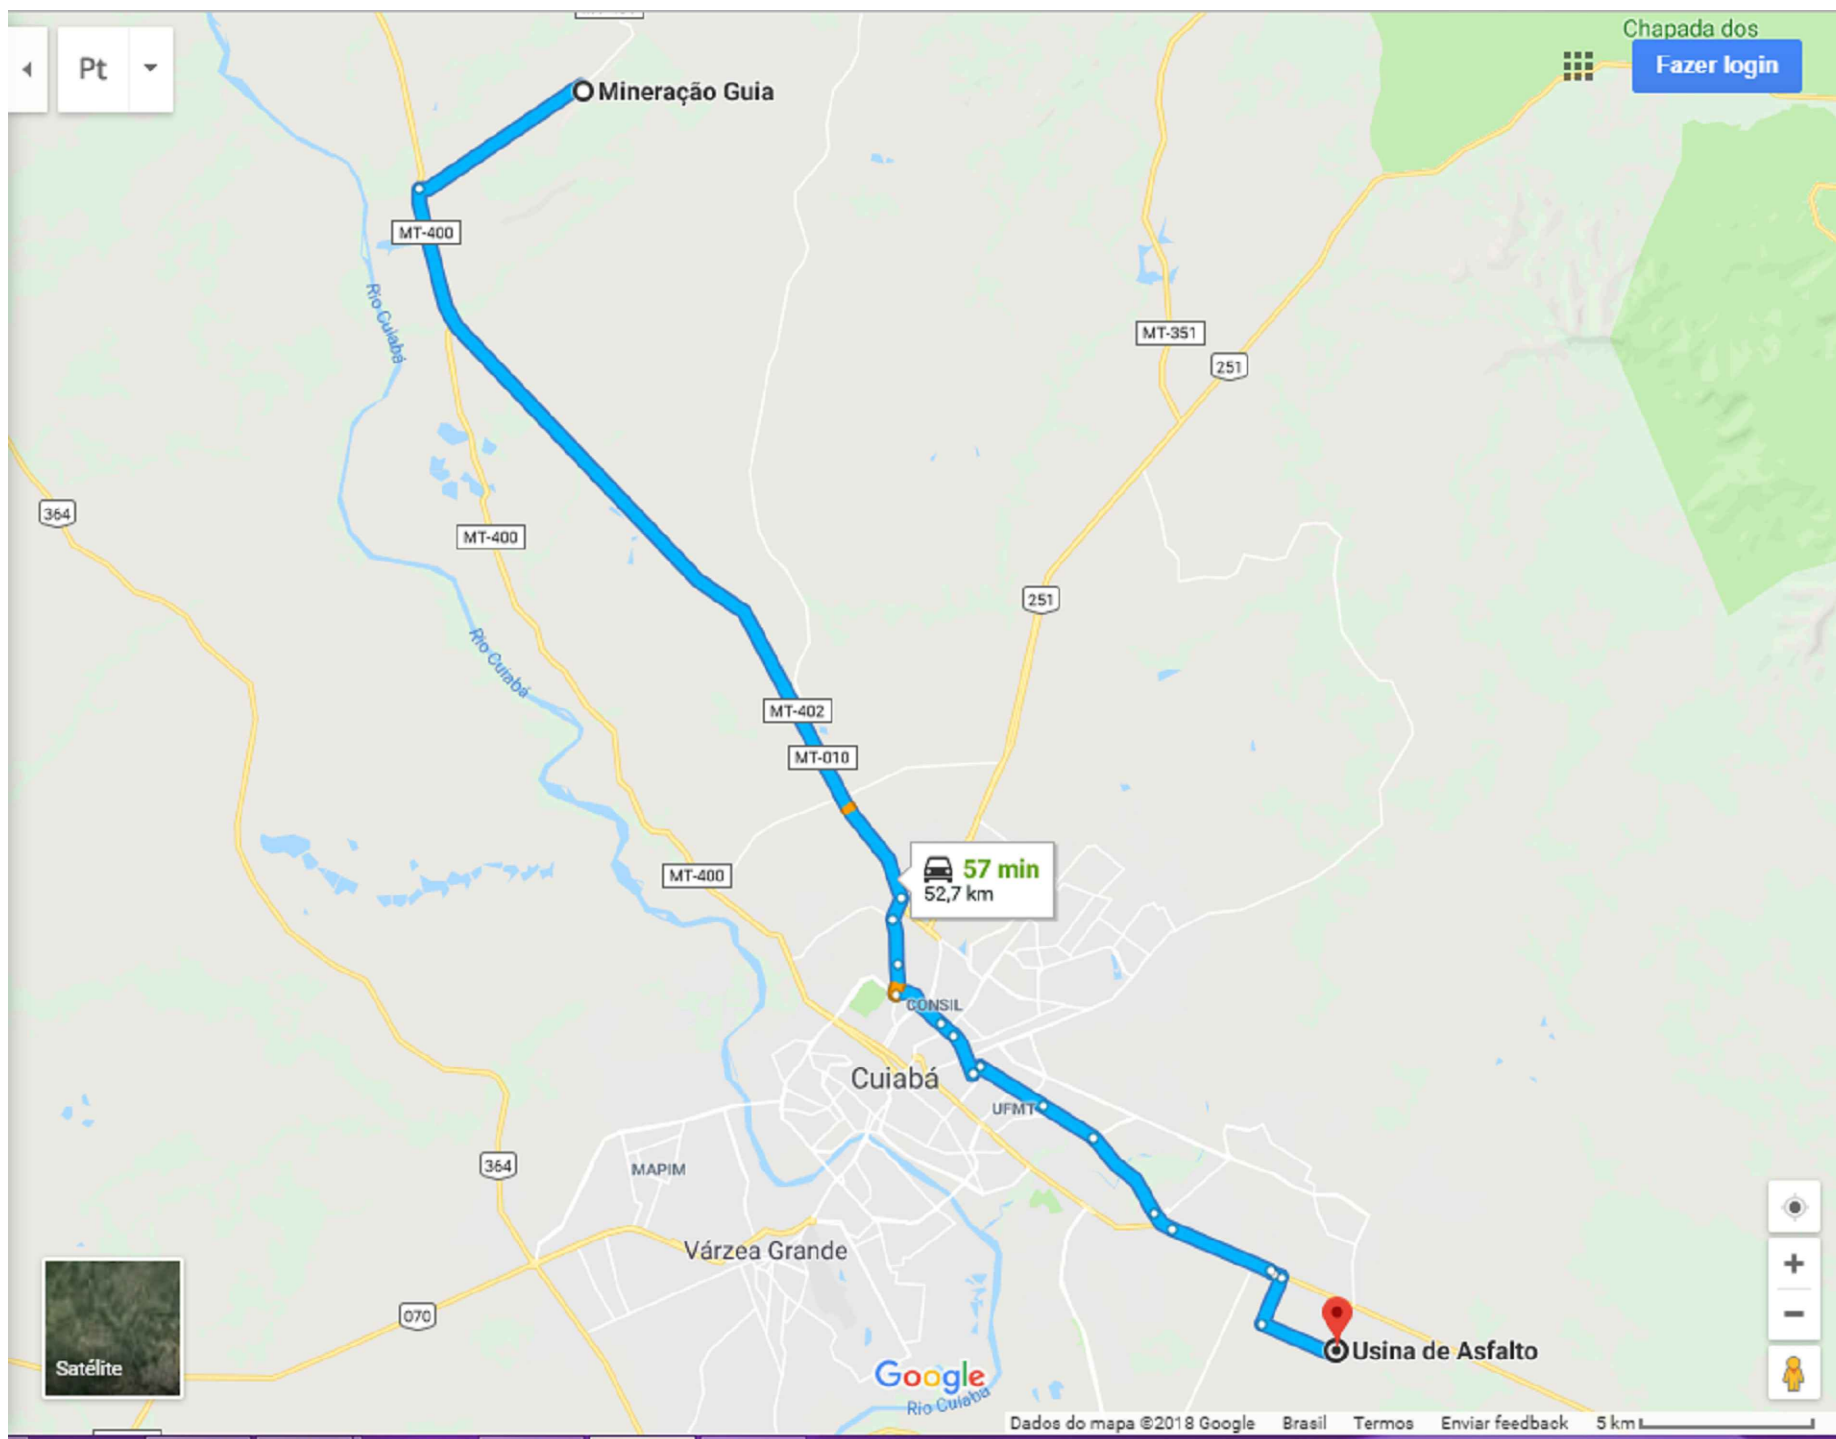 Chapada dos
Pt
Fazer login
Mineração Guia
MT-400
Rio Cuiabá
MT-351
251
364
MT-400
251
Rio Cuiabá
MT-402
MT-010
57 min
52,7 km
MT-400
CONSIL
Cuiabá
UFMT
364
MAPIM
Várzea Grande
070
Satélite
Usina de Asfalto
Google
Rio Cuiabá
Dados do mapa ©2018 Google Brasil Termos Enviar feedback 5 km